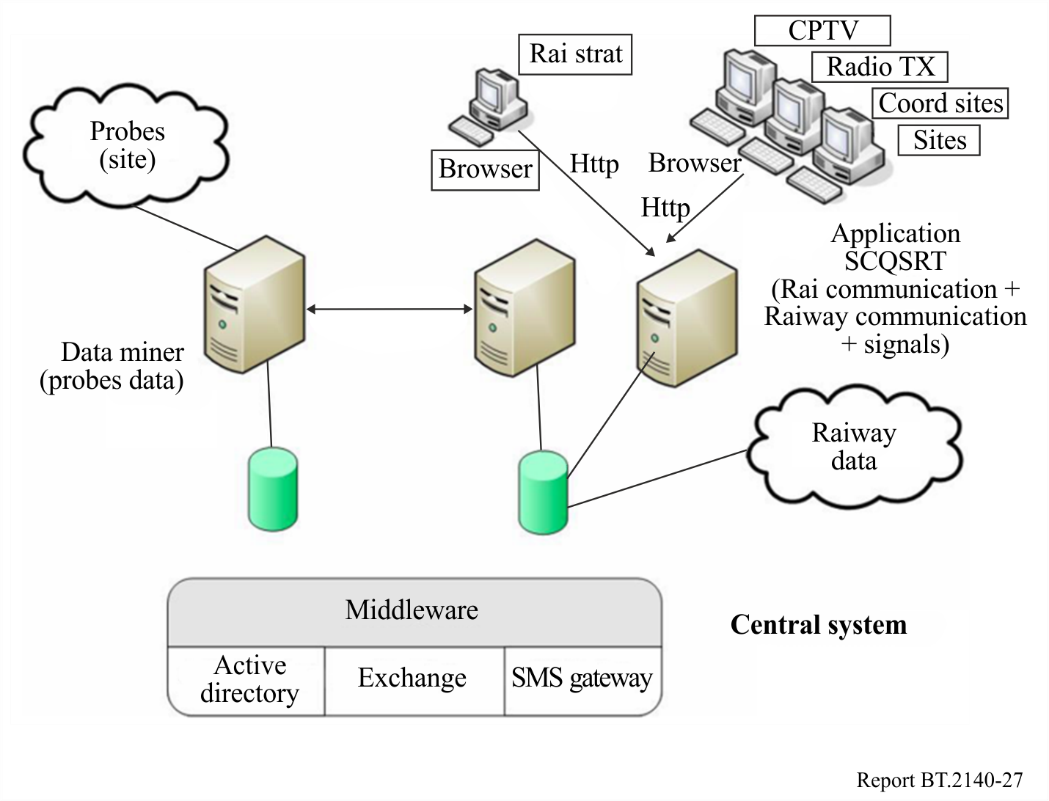 CPTV
Rai strat
Radio TX
Coord sites
Sites
Probes
(site)
Browser
Http
Browser
Http
Application
SCQSRT
(Rai communication +
Raiway communication
+ signals)
Data miner
(probes data)
Raiway
data
Middleware
Active
directory
Exchange
SMS gateway
Central system
Report BT.2140-27